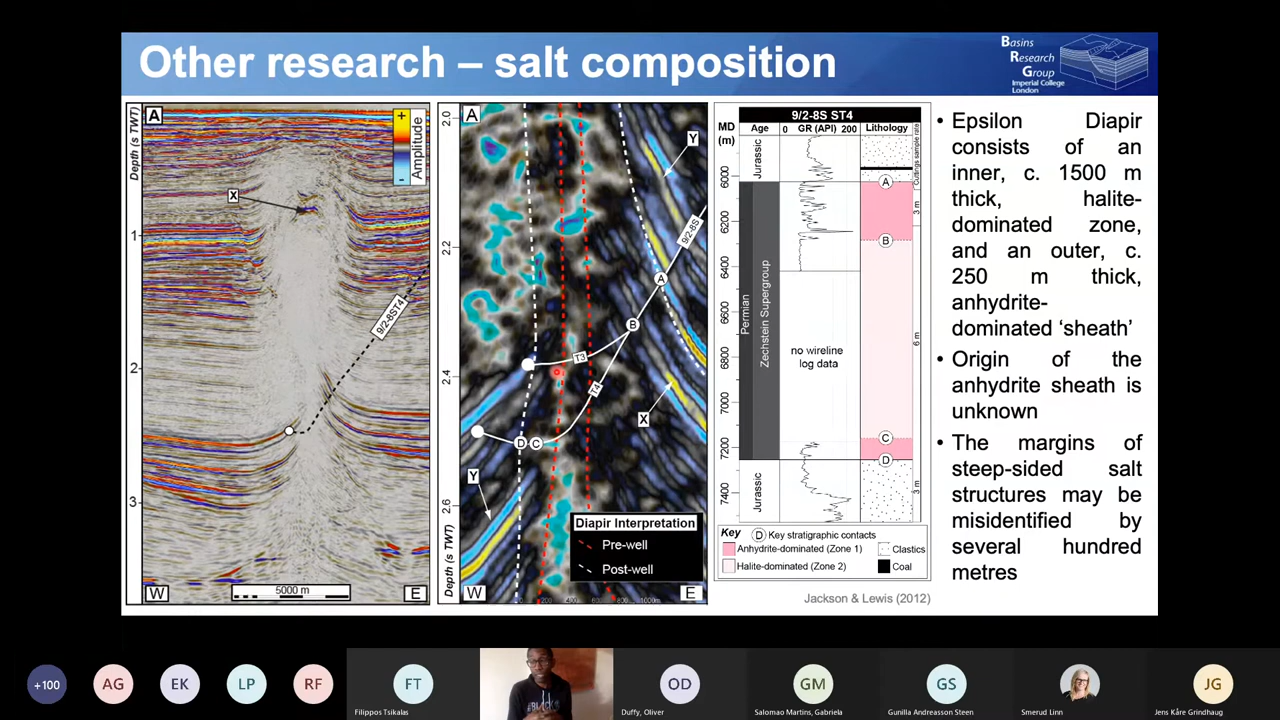 Other research – salt composition
Basins
Research
Group
Imperial College
London
A
Depth (s TWT)
+
Amplitude
-
X
1
2
3
9/2-8ST4
W
5000 m
E
A
2.0
2.2
2.4
2.6
Depth (s TWT)
Y
9/2-8S
A
B
T3
T4
X
D
C
Y
Diapir Interpretation
Pre-well
Post-well
W
200
400
600
800
1000m
E
9/2-8S ST4
MD
(m)
Age
0 GR (API) 200
Lithology
Cuttings sample rate
Jurassic
6000
A
3 m
6200
B
6400
Permian
Zechstein Supergroup
6600
no wireline
log data
6 m
6800
7000
C
7200
D
Jurassic
7400
3 m
Key
D Key stratigraphic contacts
Anhydrite-dominated (Zone 1)
Clastics
Halite-dominated (Zone 2)
Coal
Jackson & Lewis (2012)
• Epsilon Diapir
consists of an
inner, c. 1500 m
thick, halite-
dominated zone,
and an outer, c.
250 m thick,
anhydrite-
dominated ‘sheath’
• Origin of the
anhydrite sheath is
unknown
• The margins of
steep-sided salt
structures may be
misidentified by
several hundred
metres
+100
AG
EK
LP
RF
FT
Filippos Tsikalas
OD
Duffy, Oliver
GM
Salomao Martins, Gabriela
GS
Gunilla Andreasson Steen
Smerud Linn
JG
Jens Kåre Grindhaug